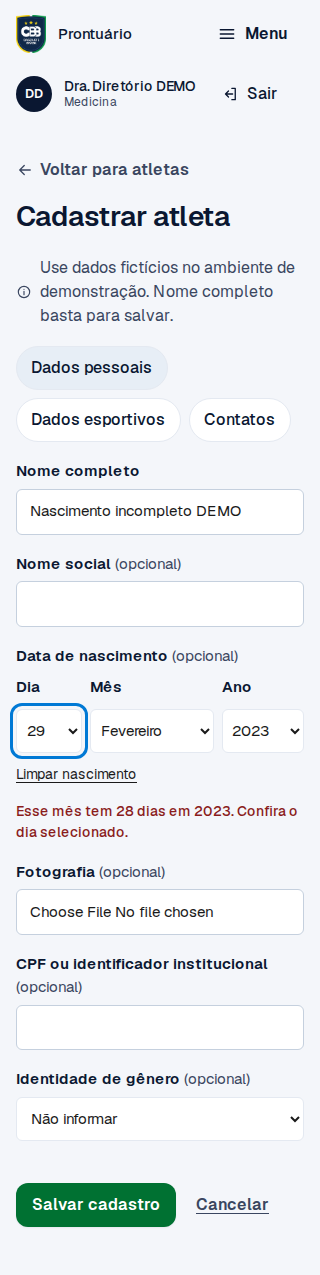 CBB
Prontuário
Menu
DD
Dra. Diretório DEMO
Medicina
Sair
Voltar para atletas
Cadastrar atleta
Use dados fictícios no ambiente de
demonstração. Nome completo
basta para salvar.
Dados pessoais
Dados esportivos
Contatos
Nome completo
Nascimento incompleto DEMO
Nome social (opcional)
Data de nascimento (opcional)
Dia Mês Ano
29 Fevereiro 2023
Limpar nascimento
Esse mês tem 28 dias em 2023. Confira o
dia selecionado.
Fotografia (opcional)
Choose File No file chosen
CPF ou identificador institucional
(opcional)
Identidade de gênero (opcional)
Não informar
Salvar cadastro
Cancelar